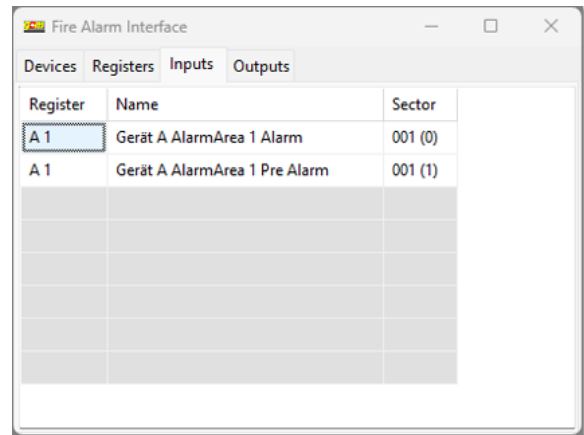 Fire Alarm Interface
Devices Registers Inputs Outputs
Register Name Sector
A 1 Gerät A AlarmArea 1 Alarm 001 (0)
A 1 Gerät A AlarmArea 1 Pre Alarm 001 (1)